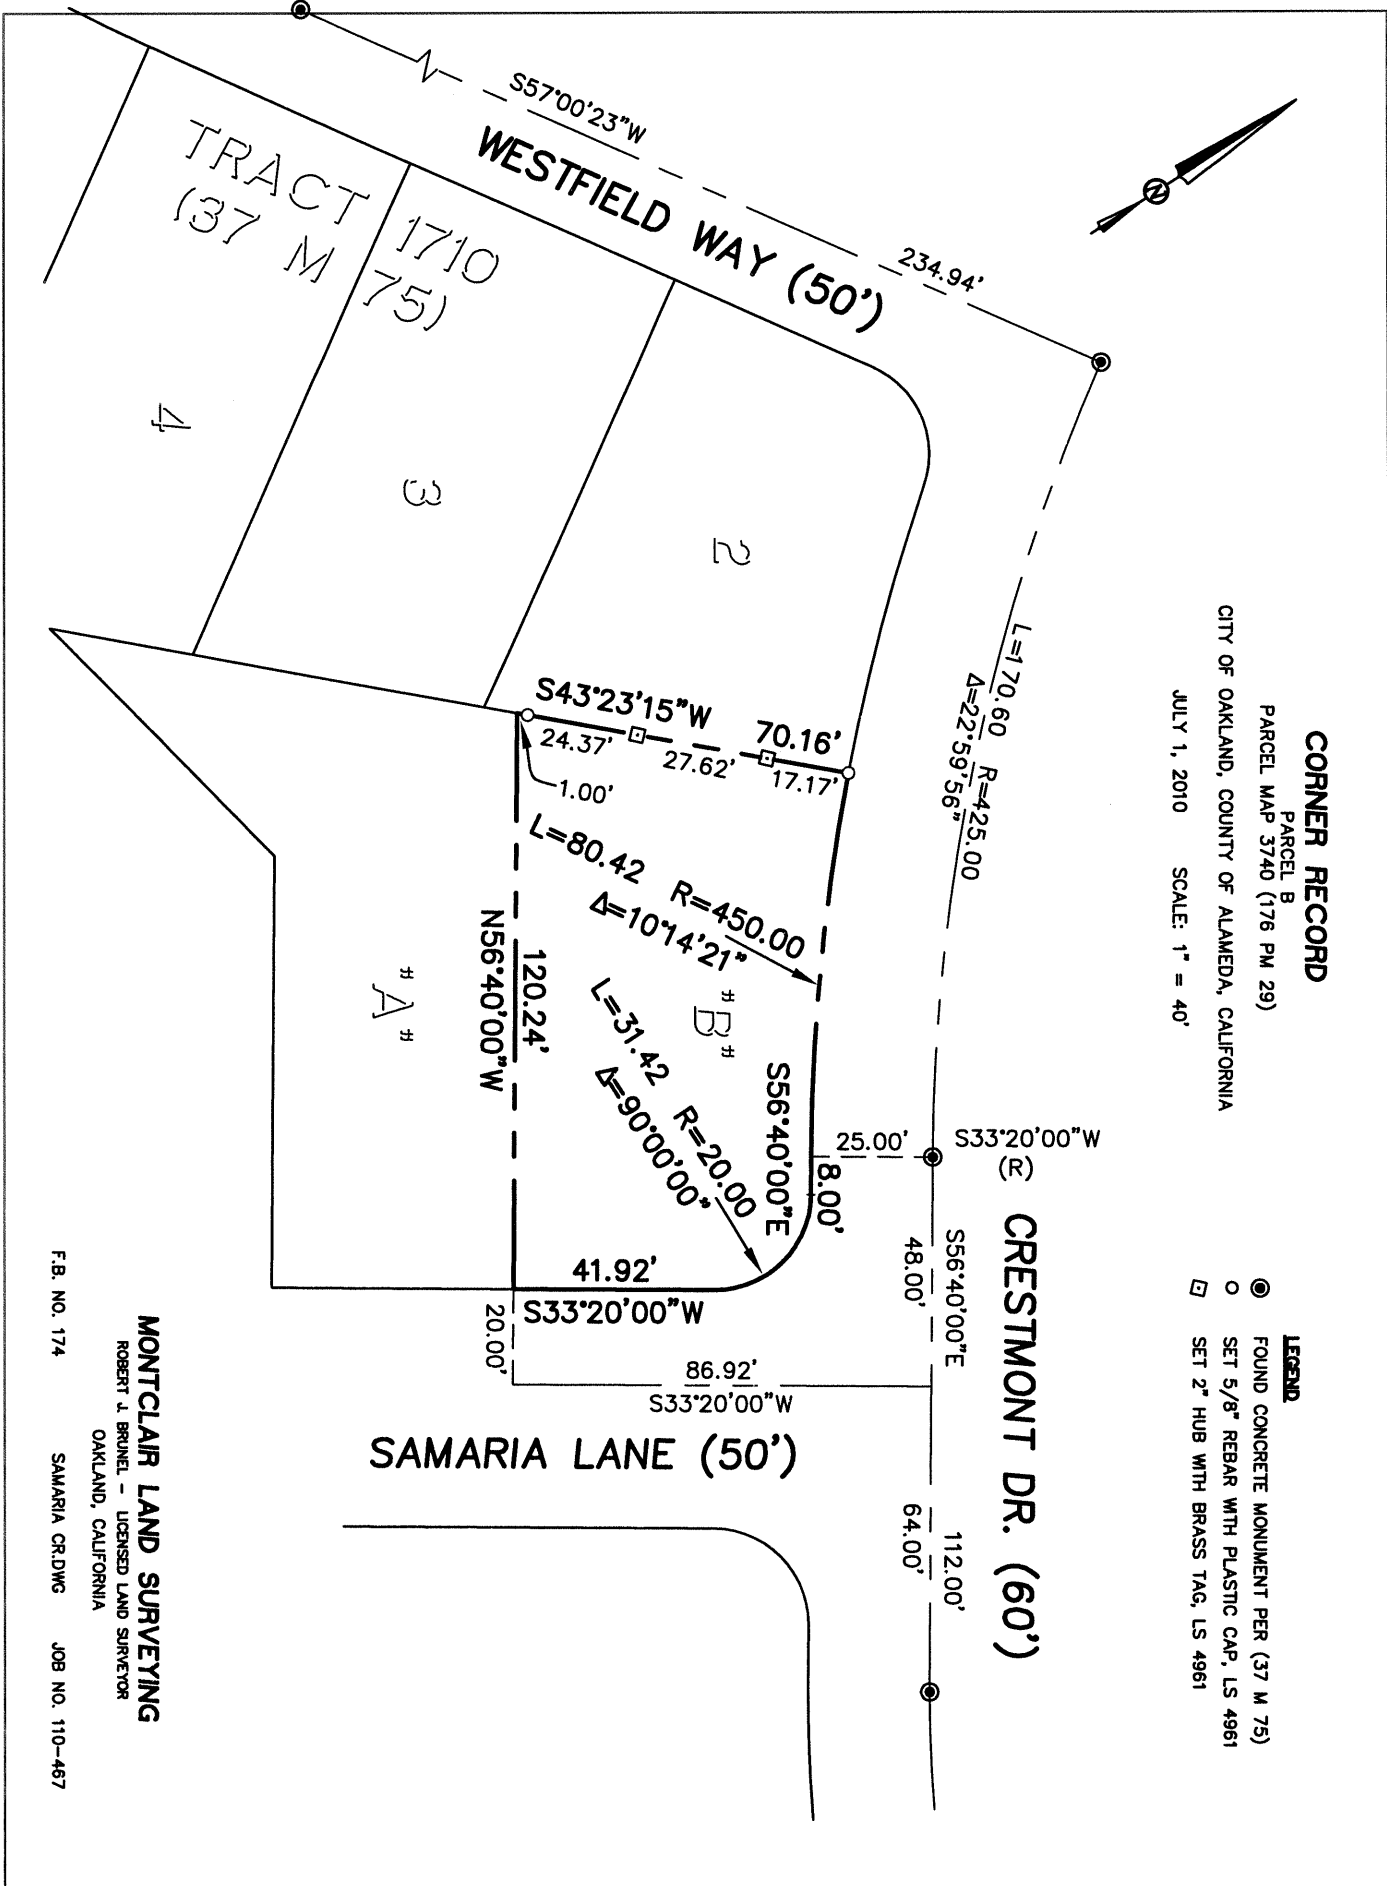 CORNER RECORD
PARCEL B
PARCEL MAP 3740 (176 PM 29)
CITY OF OAKLAND, COUNTY OF ALAMEDA, CALIFORNIA
JULY 1, 2010 SCALE: 1" = 40'
LEGEND
FOUND CONCRETE MONUMENT PER (37 M 75)
SET 5/8" REBAR WITH PLASTIC CAP, LS 4961
SET 2" HUB WITH BRASS TAG, LS 4961
N
S57°00'23"W
234.94'
WESTFIELD WAY (50')
TRACT 1710
(37 M 75)
4
3
2
L=170.60 R=425.00
Δ=22°59'56"
S43°23'15"W
70.16'
24.37'
27.62'
17.17'
1.00'
L=80.42 R=450.00
Δ=10°14'21"
"B"
L=31.42 R=20.00
Δ=90°00'00"
120.24'
N56°40'00"W
"A"
S56°40'00"E
8.00'
25.00'
S33°20'00"W
(R)
CRESTMONT DR. (60')
S56°40'00"E
48.00'
41.92'
S33°20'00"W
20.00'
86.92'
S33°20'00"W
SAMARIA LANE (50')
112.00'
64.00'
MONTCLAIR LAND SURVEYING
ROBERT J. BRUNEL - LICENSED LAND SURVEYOR
OAKLAND, CALIFORNIA
F.B. NO. 174 SAMARIA CR.DWG JOB NO. 110-467